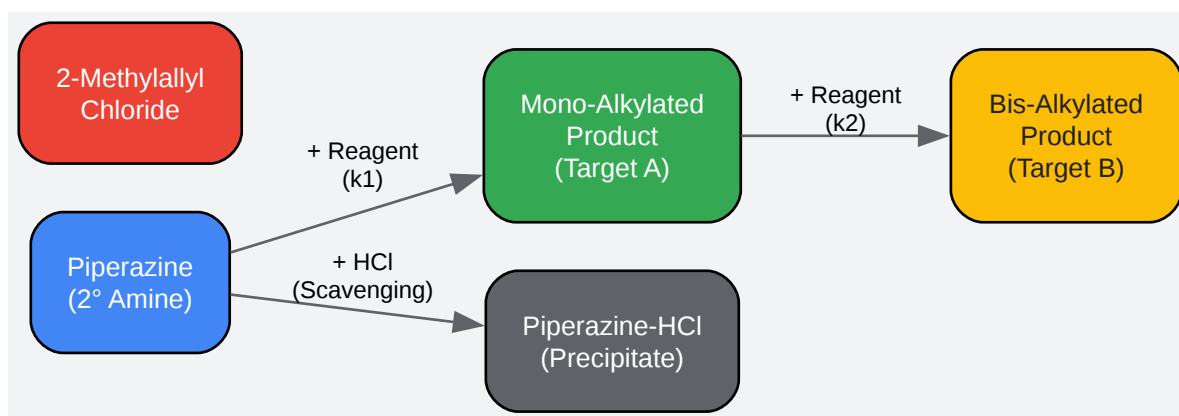 2-Methylallyl
Chloride
Mono-Alkylated
Product
(Target A)
+ Reagent
(k2)
Bis-Alkylated
Product
(Target B)
+ Reagent
(k1)
Piperazine
(2° Amine)
+ HCl
(Scavenging)
Piperazine-HCl
(Precipitate)